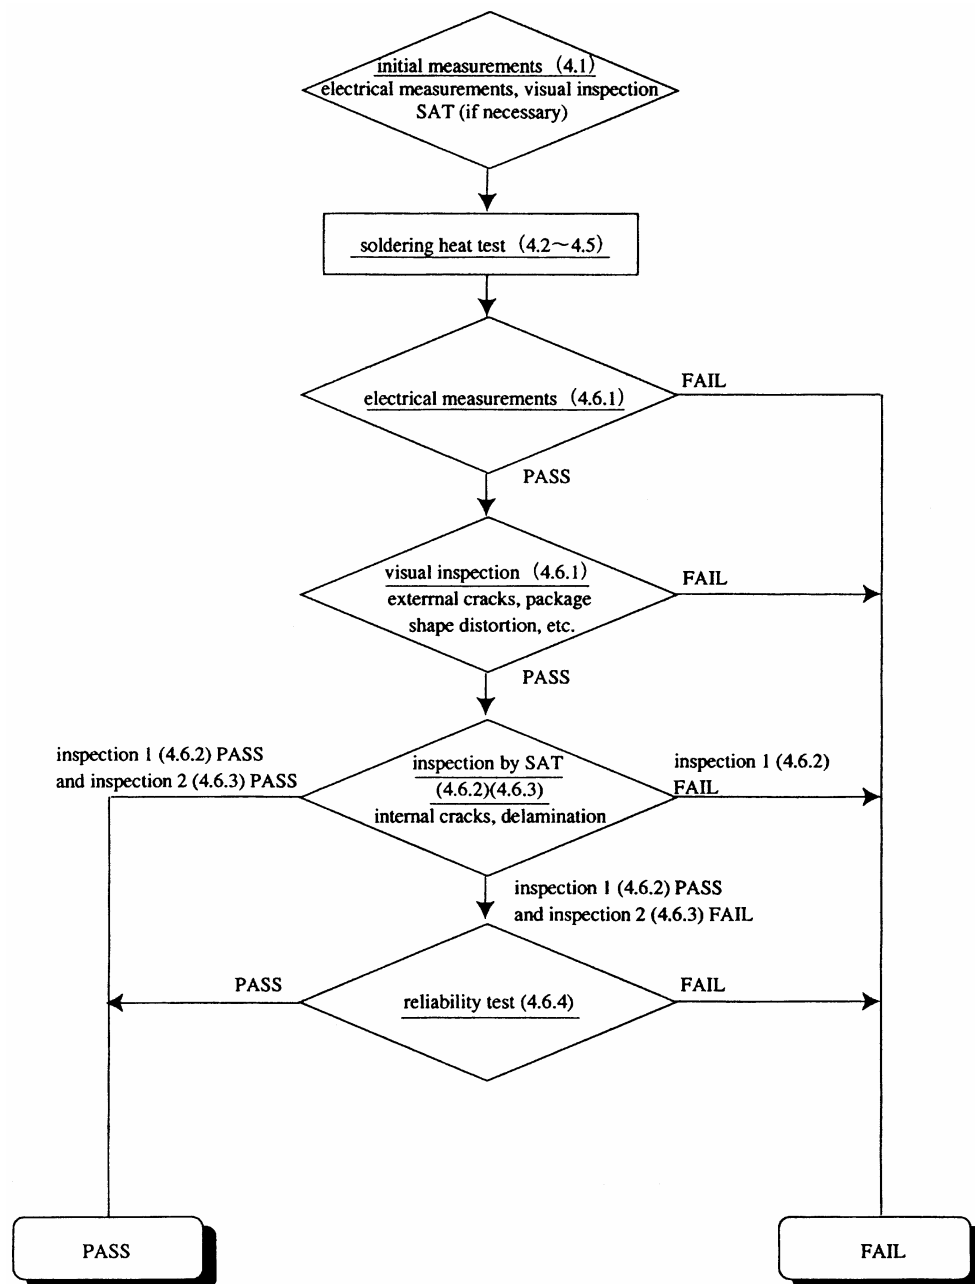 initial measurements (4.1)
electrical measurements, visual inspection
SAT (if necessary)
soldering heat test (4.2～4.5)
FAIL
electrical measurements (4.6.1)
PASS
visual inspection (4.6.1)
FAIL
exterrnal cracks, package
shape distortion, etc.
PASS
inspection 1 (4.6.2) PASS
and inspection 2 (4.6.3) PASS
inspection by SAT
(4.6.2)(4.6.3)
internal cracks, delamination
inspection 1 (4.6.2)
FAIL
inspection 1 (4.6.2) PASS
and inspection 2 (4.6.3) FAIL
PASS
reliability test (4.6.4)
FAIL
PASS
FAIL